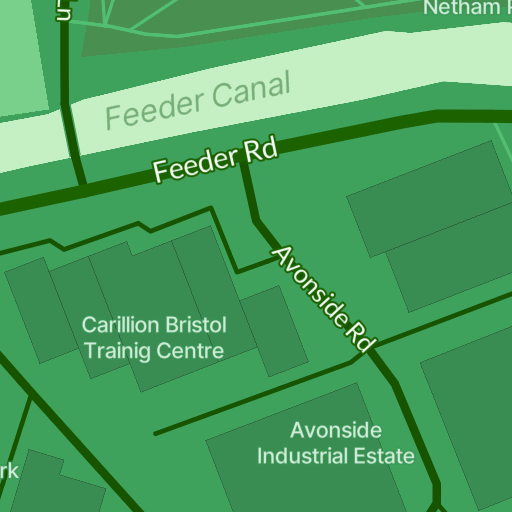 Netham
Feeder Canal
Feeder Rd
Avonside Rd
Carillion Bristol
Trainig Centre
Avonside
Industrial Estate
rk